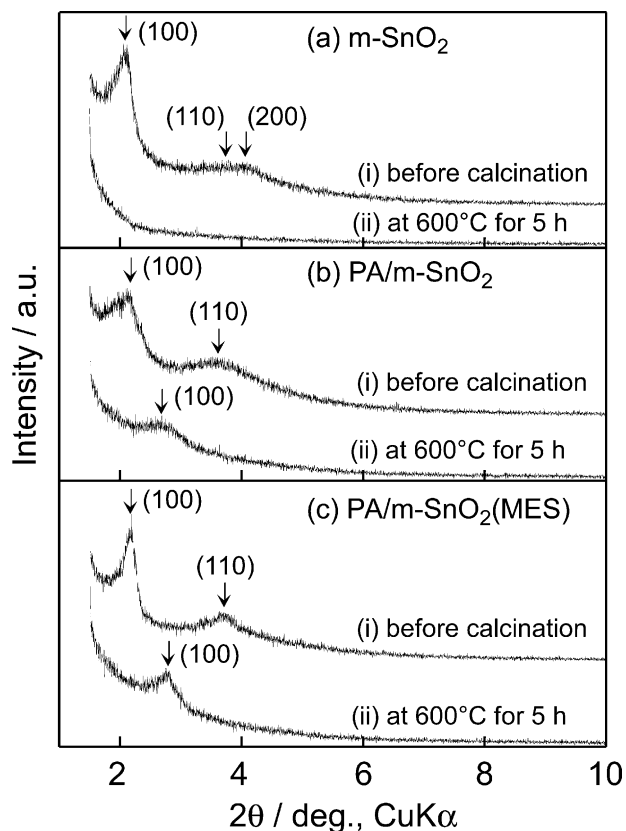 (100)
(a) m-SnO₂
(110) (200)
(i) before calcination
(ii) at 600°C for 5 h
(100)
(b) PA/m-SnO₂
(110)
(i) before calcination
(100)
(ii) at 600°C for 5 h
(100)
(c) PA/m-SnO₂(MES)
(110)
(i) before calcination
(100)
(ii) at 600°C for 5 h
Intensity / a.u.
2 4 6 8 10
2θ / deg., CuKα